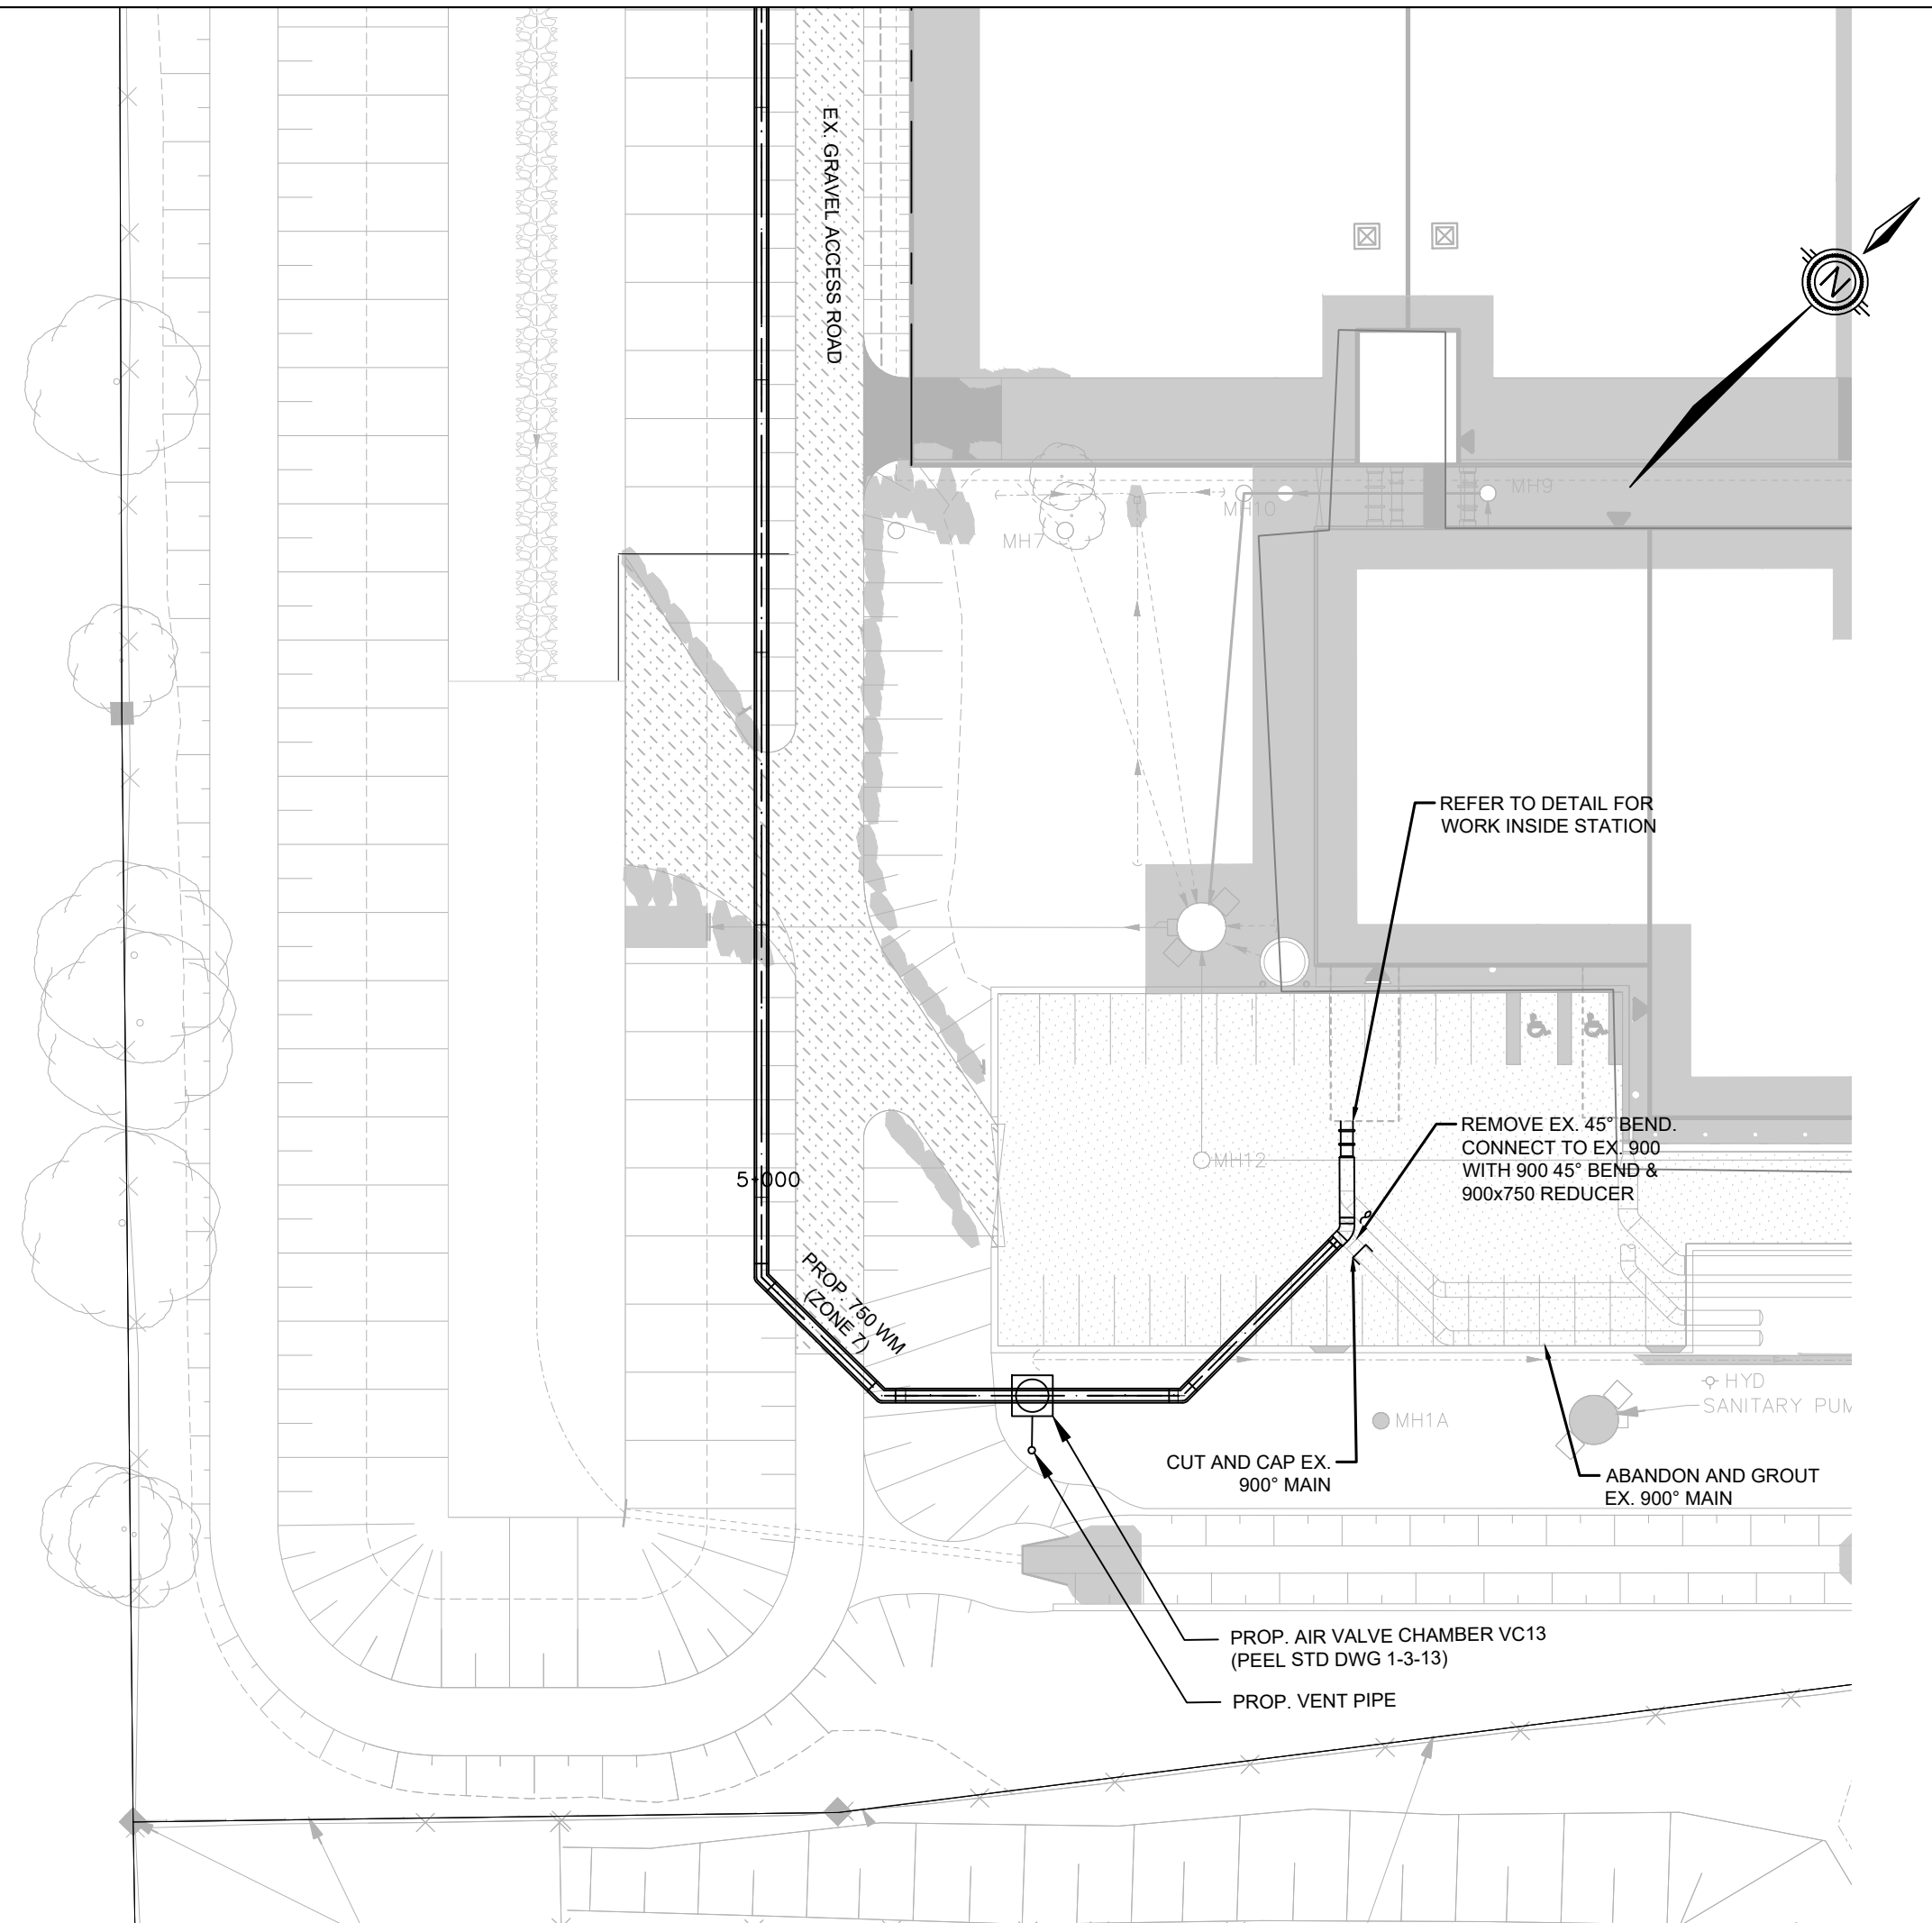 EX. GRAVEL ACCESS ROAD
N
MH9
MH10
MH7
REFER TO DETAIL FOR
WORK INSIDE STATION
REMOVE EX. 45° BEND.
CONNECT TO EX. 900
WITH 900 45° BEND &
900x750 REDUCER
MH12
5+000
PROP. 750 WM
(ZONE 7)
HYD
SANITARY PUM
MH1A
CUT AND CAP EX.
900° MAIN
ABANDON AND GROUT
EX. 900° MAIN
PROP. AIR VALVE CHAMBER VC13
(PEEL STD DWG 1-3-13)
PROP. VENT PIPE